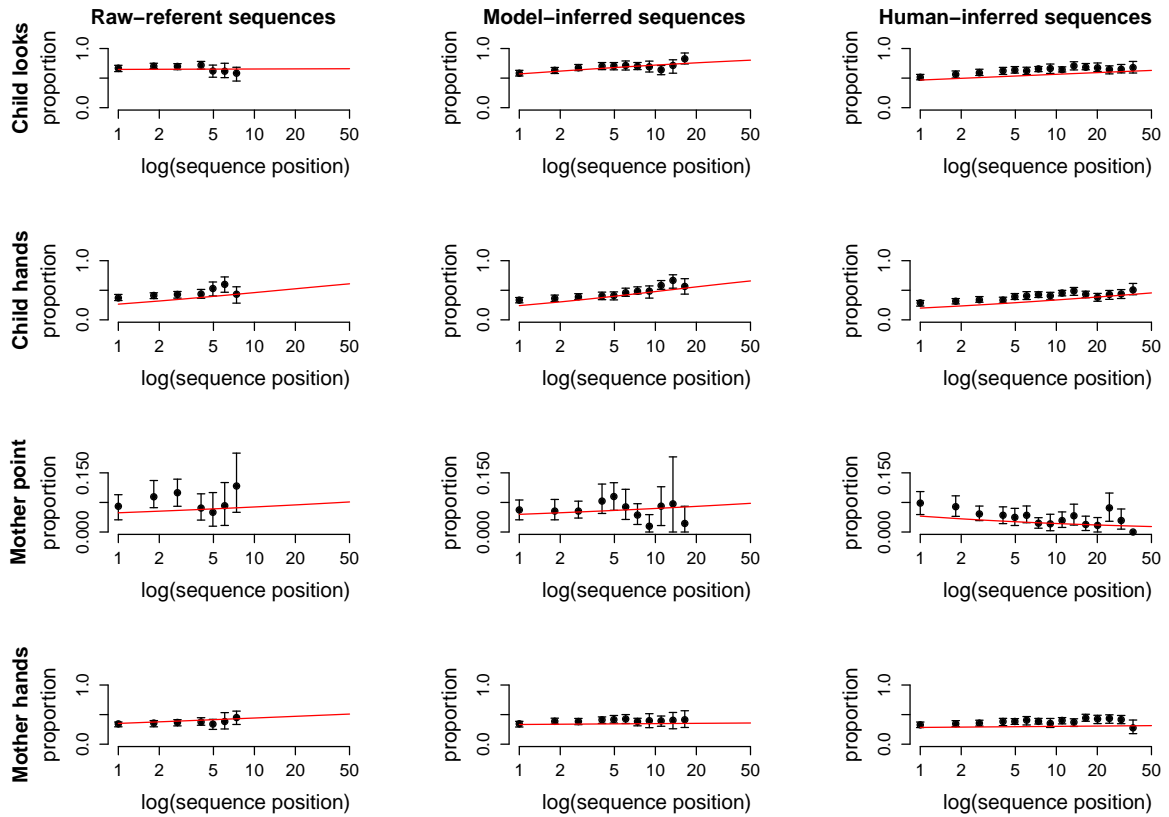 Raw−referent sequences Model−inferred sequences Human−inferred sequences
Child looks
proportion
0.0 1.0
1 2 5 10 20 50
log(sequence position)
proportion
0.0 1.0
1 2 5 10 20 50
log(sequence position)
proportion
0.0 1.0
1 2 5 10 20 50
log(sequence position)
Child hands
proportion
0.0 1.0
1 2 5 10 20 50
log(sequence position)
proportion
0.0 1.0
1 2 5 10 20 50
log(sequence position)
proportion
0.0 1.0
1 2 5 10 20 50
log(sequence position)
Mother point
proportion
0.000 0.150
1 2 5 10 20 50
log(sequence position)
proportion
0.000 0.150
1 2 5 10 20 50
log(sequence position)
proportion
0.000 0.150
1 2 5 10 20 50
log(sequence position)
Mother hands
proportion
0.0 1.0
1 2 5 10 20 50
log(sequence position)
proportion
0.0 1.0
1 2 5 10 20 50
log(sequence position)
proportion
0.0 1.0
1 2 5 10 20 50
log(sequence position)